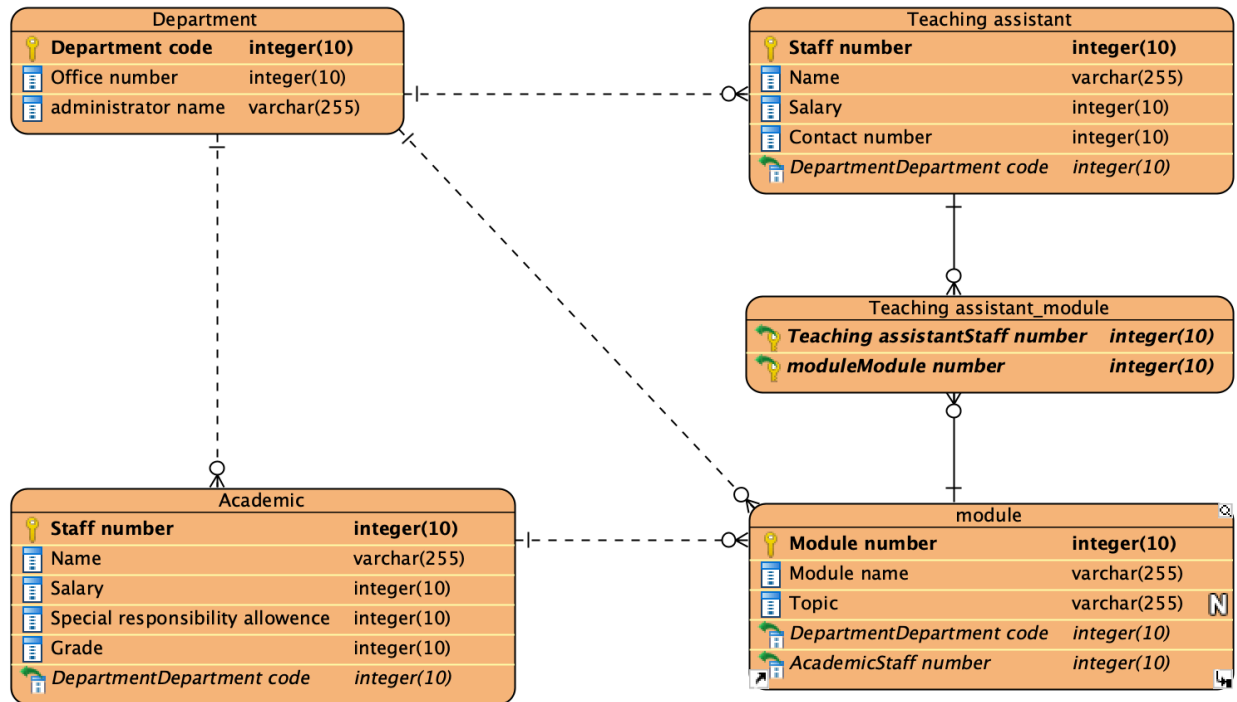 Department
Department code integer(10)
Office number integer(10)
administrator name varchar(255)
Teaching assistant
Staff number integer(10)
Name varchar(255)
Salary integer(10)
Contact number integer(10)
DepartmentDepartment code integer(10)
Teaching assistant_module
Teaching assistantStaff number integer(10)
moduleModule number integer(10)
Academic
Staff number integer(10)
Name varchar(255)
Salary integer(10)
Special responsibility allowence integer(10)
Grade integer(10)
DepartmentDepartment code integer(10)
module
Module number integer(10)
Module name varchar(255)
Topic varchar(255) N
DepartmentDepartment code integer(10)
AcademicStaff number integer(10)